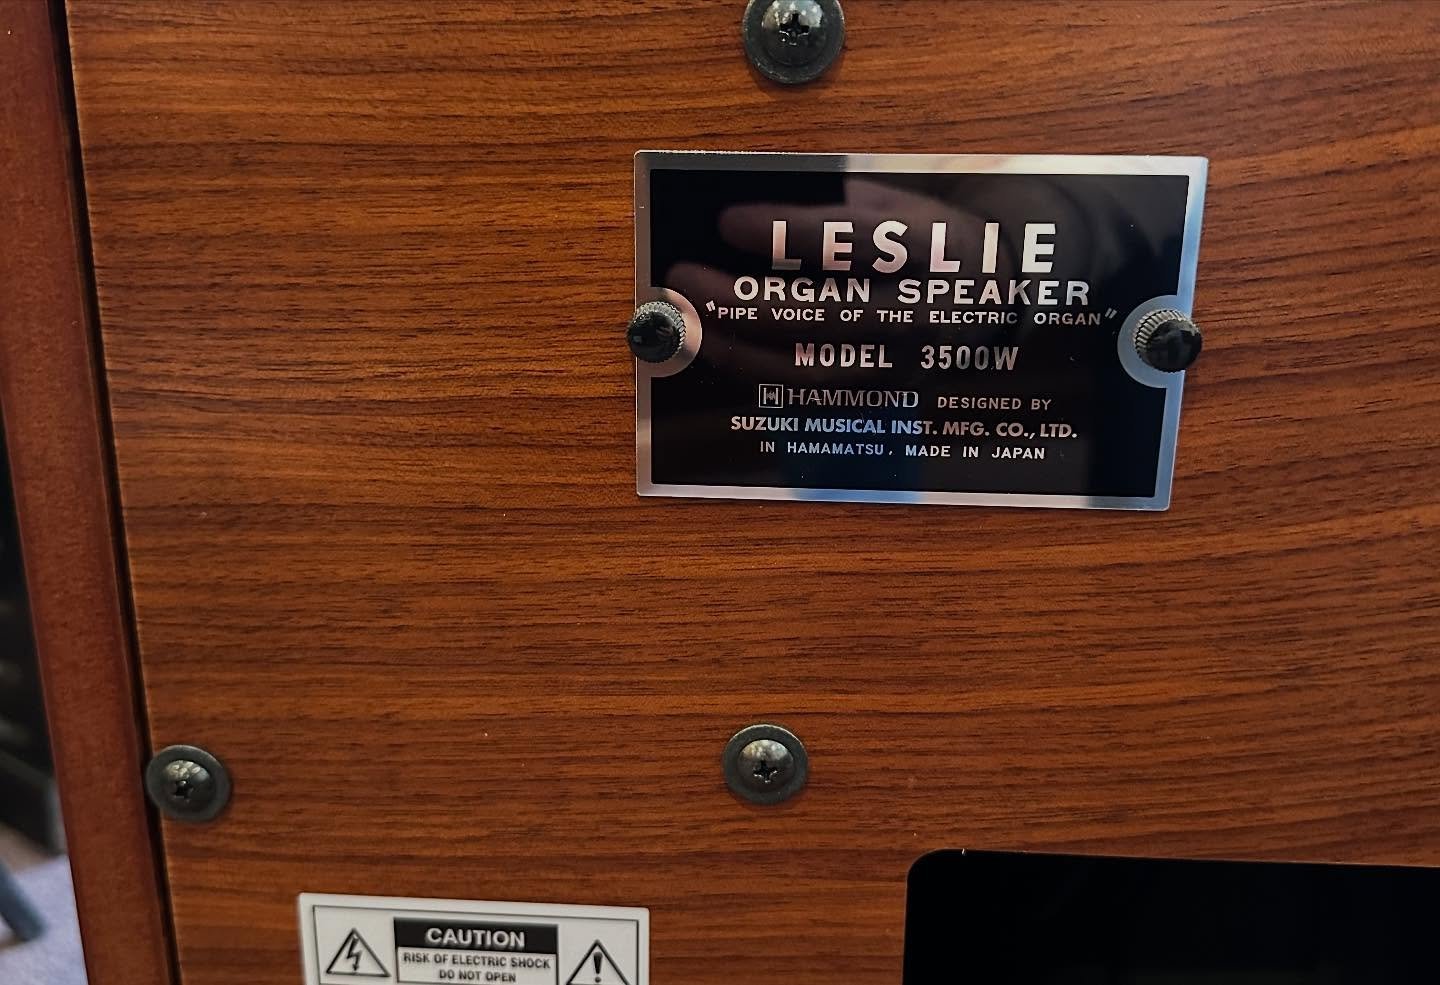 LESLIE
ORGAN SPEAKER
"PIPE VOICE OF THE ELECTRIC ORGAN"
MODEL 3500W
H HAMMOND DESIGNED BY
SUZUKI MUSICAL INST. MFG. CO., LTD.
IN HAMAMATSU, MADE IN JAPAN
CAUTION
RISK OF ELECTRIC SHOCK
DO NOT OPEN